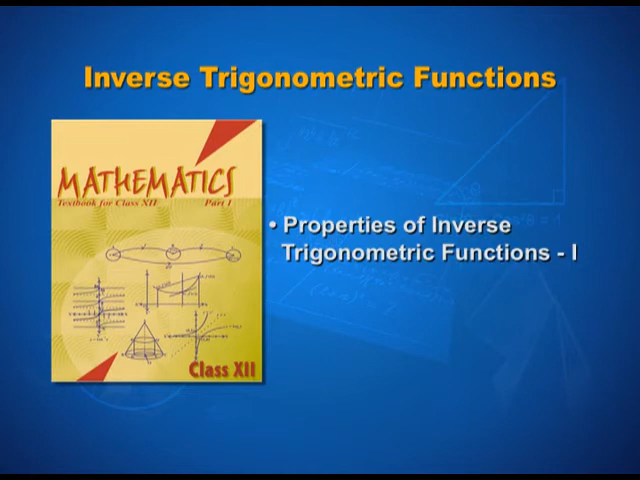 Inverse Trigonometric Functions
MATHEMATICS
Textbook for Class XII Part I
• Properties of Inverse
Trigonometric Functions - I
Class XII